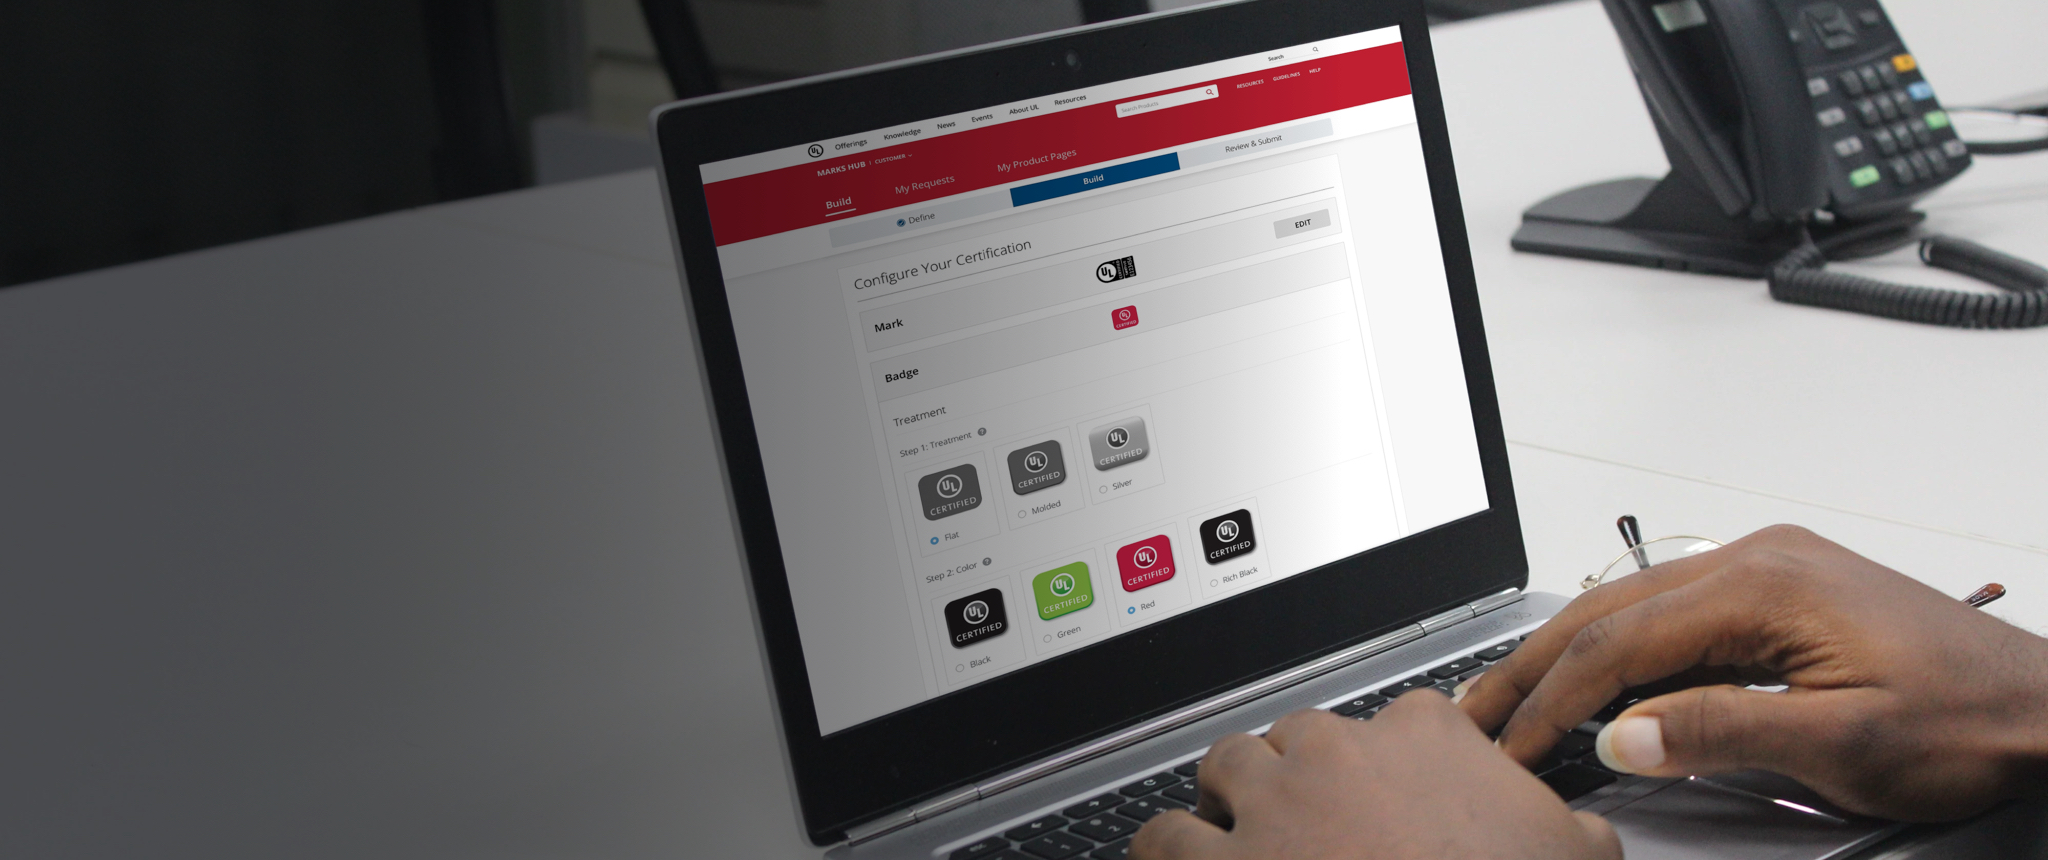 Search
UL Offerings Knowledge News Events About UL Resources
MARKS HUB | CUSTOMER
Search Products
RESOURCES GUIDELINES HELP
Build My Requests My Product Pages
Define Build Review & Submit
Configure Your Certification
EDIT
Mark
UL
Badge
UL CERTIFIED
Treatment
Step 1: Treatment ?
UL CERTIFIED
UL CERTIFIED
UL CERTIFIED
Flat Molded Silver
Step 2: Color ?
UL CERTIFIED
UL CERTIFIED
UL CERTIFIED
UL CERTIFIED
Black Green Red Rich Black